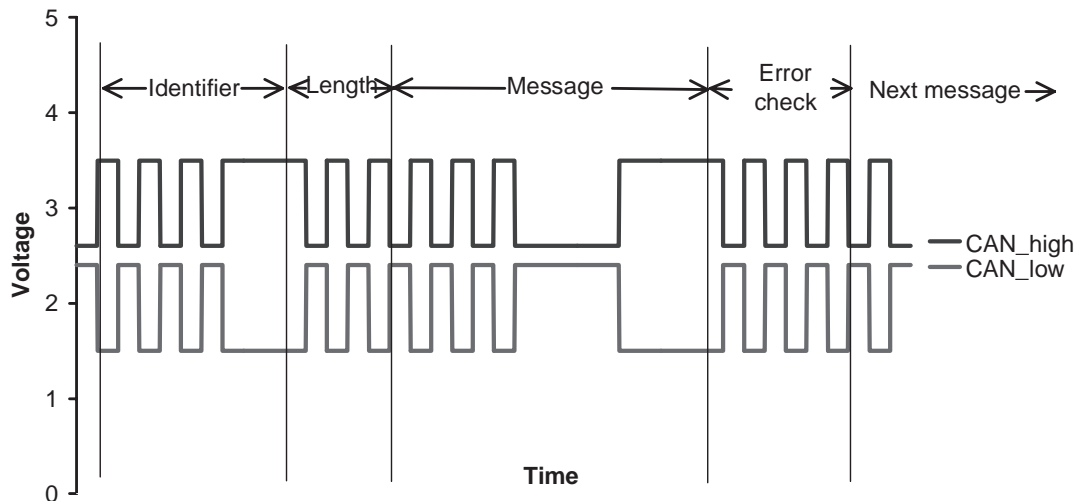 5
Identifier
Length
Message
Error
check
Next message
4
3
Voltage
CAN_high
CAN_low
2
1
Time
0